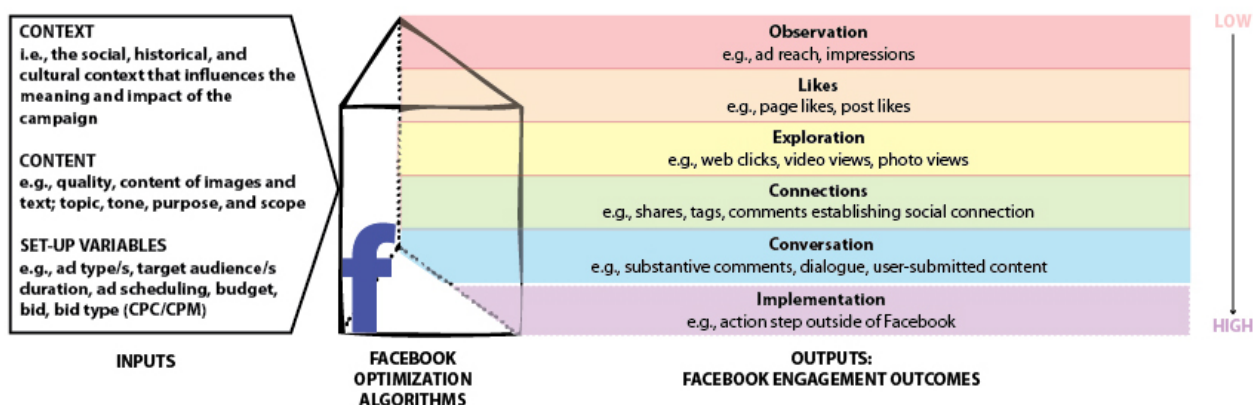 CONTEXT
i.e., the social, historical, and
cultural context that influences the
meaning and impact of the
campaign
CONTENT
e.g., quality, content of images and
text; topic, tone, purpose, and scope
SET-UP VARIABLES
e.g., ad type/s, target audience/s
duration, ad scheduling, budget,
bid, bid type (CPC/CPM)
INPUTS
f
FACEBOOK
OPTIMIZATION
ALGORITHMS
Observation
e.g., ad reach, impressions
Likes
e.g., page likes, post likes
Exploration
e.g., web clicks, video views, photo views
Connections
e.g., shares, tags, comments establishing social connection
Conversation
e.g., substantive comments, dialogue, user-submitted content
Implementation
e.g., action step outside of Facebook
OUTPUTS:
FACEBOOK ENGAGEMENT OUTCOMES
LOW
HIGH